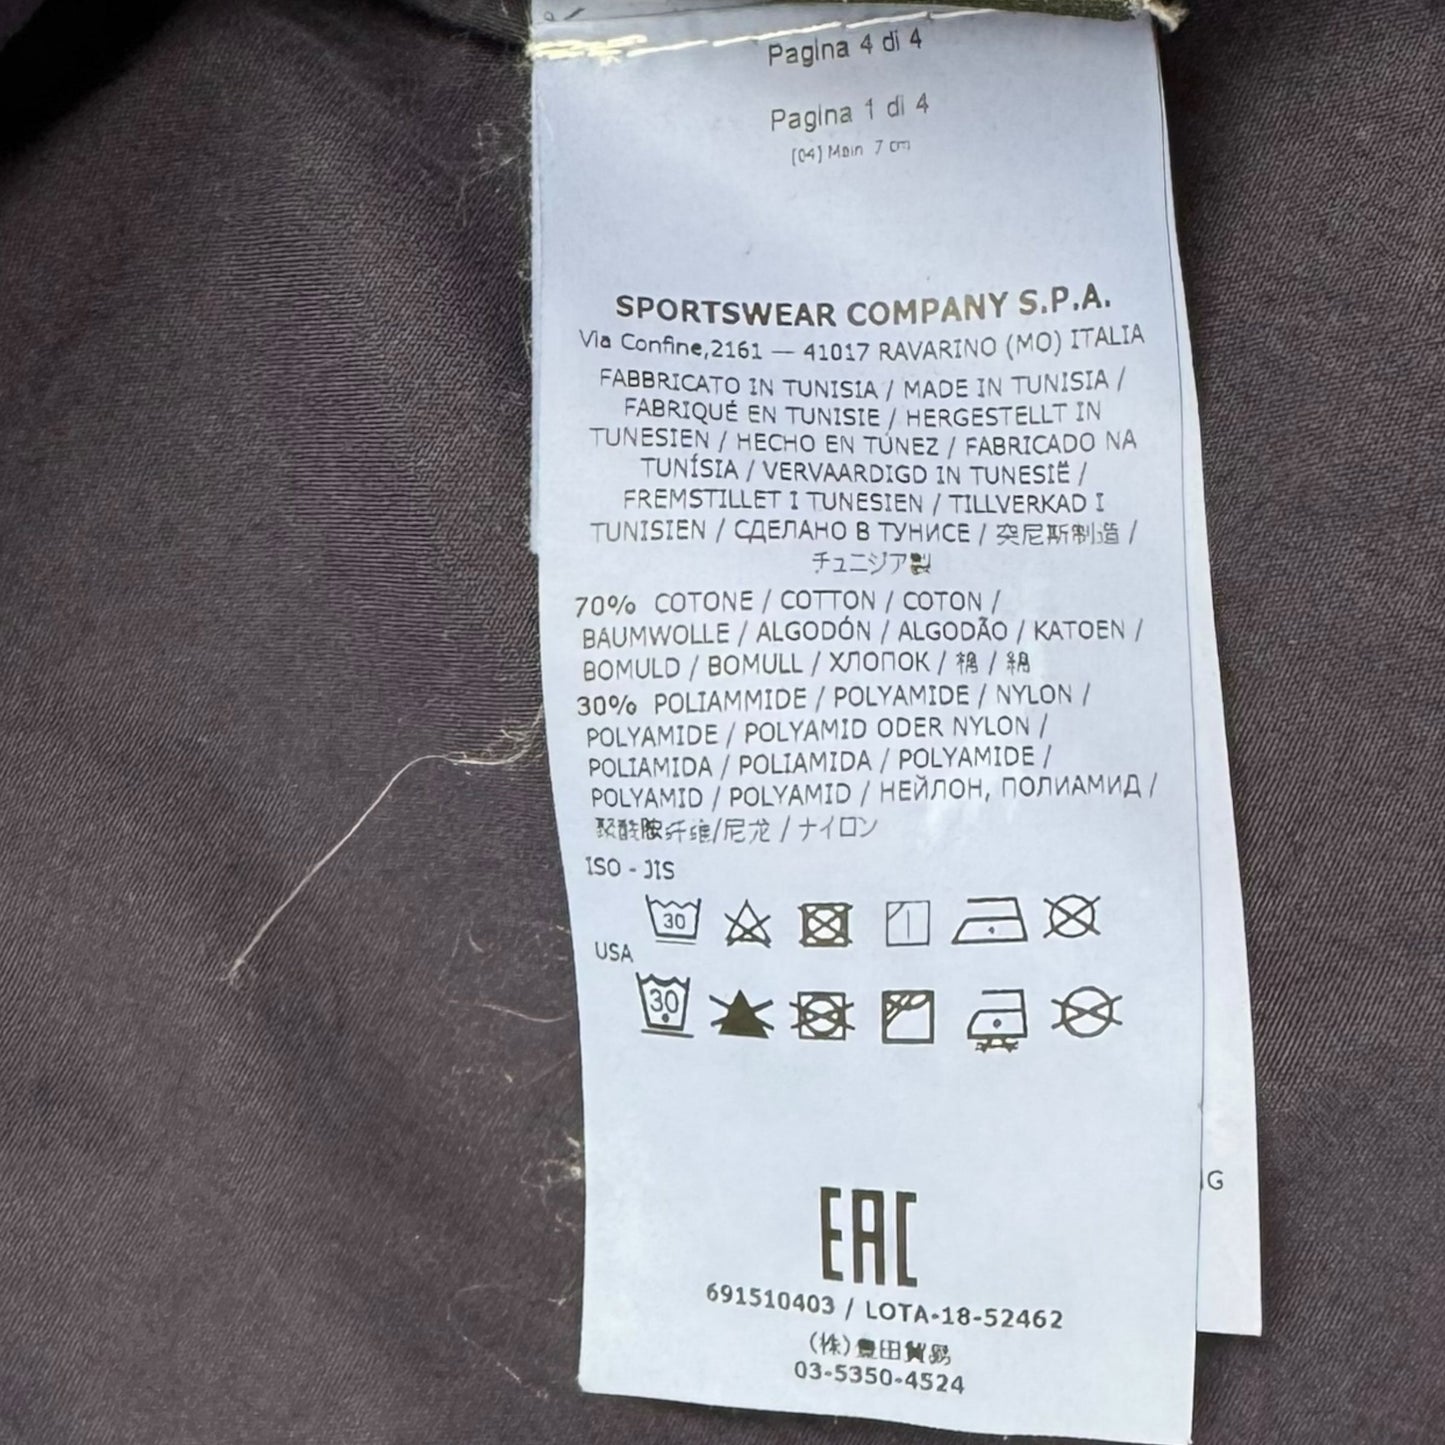 Pagina 4 di 4
Pagina 1 di 4
[04] Main 7 cm
SPORTSWEAR COMPANY S.P.A.
Via Confine,2161 — 41017 RAVARINO (MO) ITALIA
FABBRICATO IN TUNISIA / MADE IN TUNISIA /
FABRIQUÉ EN TUNISIE / HERGESTELLT IN
TUNESIEN / HECHO EN TÚNEZ / FABRICADO NA
TUNÍSIA / VERVAARDIGD IN TUNESIË /
FREMSTILLET I TUNESIEN / TILLVERKAD I
TUNISIEN / СДЕЛАНО В ТУНИСЕ / 突尼斯制造 /
チュニジア製
70% COTONE / COTTON / COTON /
BAUMWOLLE / ALGODÓN / ALGODÃO / KATOEN /
BOMULD / BOMULL / ХЛОПОК / 棉 / 綿
30% POLIAMMIDE / POLYAMIDE / NYLON /
POLYAMIDE / POLYAMID ODER NYLON /
POLIAMIDA / POLIAMIDA / POLYAMIDE /
POLYAMID / POLYAMID / НЕЙЛОН, ПОЛИАМИД /
聚酰胺纤维/尼龙 / ナイロン
ISO - JIS
30
USA
30
G
EAC
691510403 / LOTA-18-52462
(株)豊田貿易
03-5350-4524